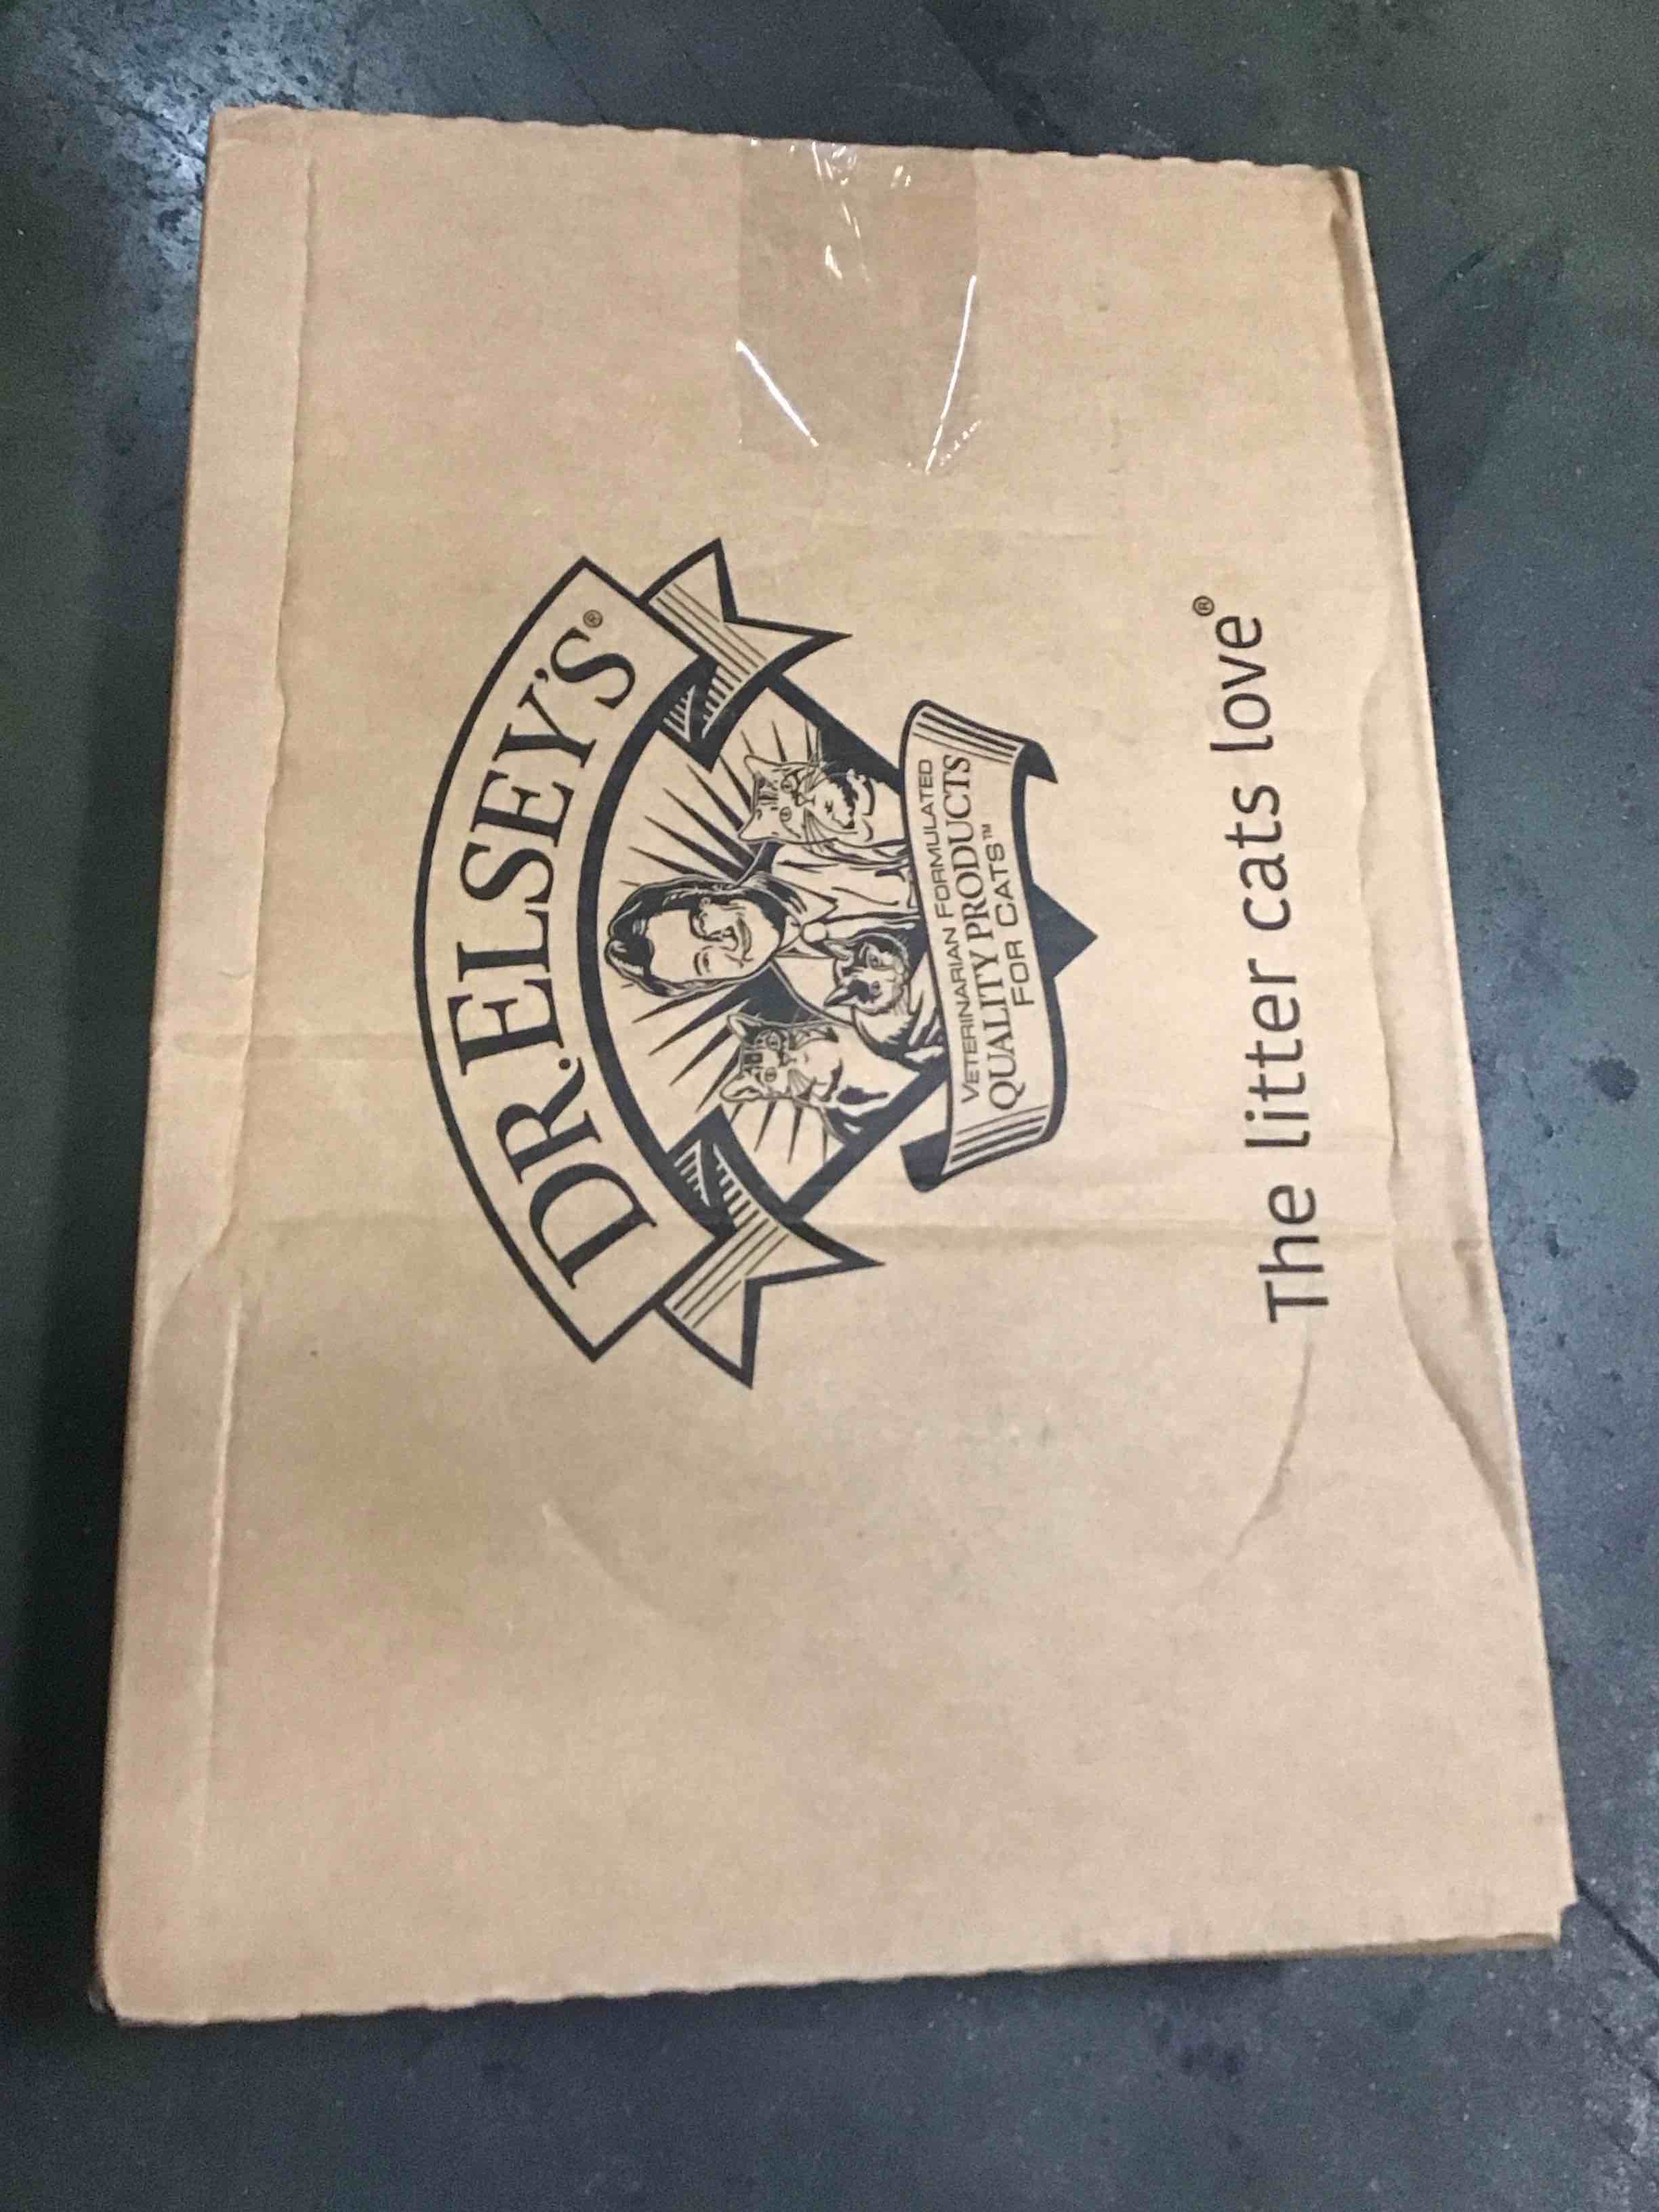 DR. ELSEY'S®
VETERINARIAN FORMULATED
QUALITY PRODUCTS
FOR CATS™
The litter cats love®